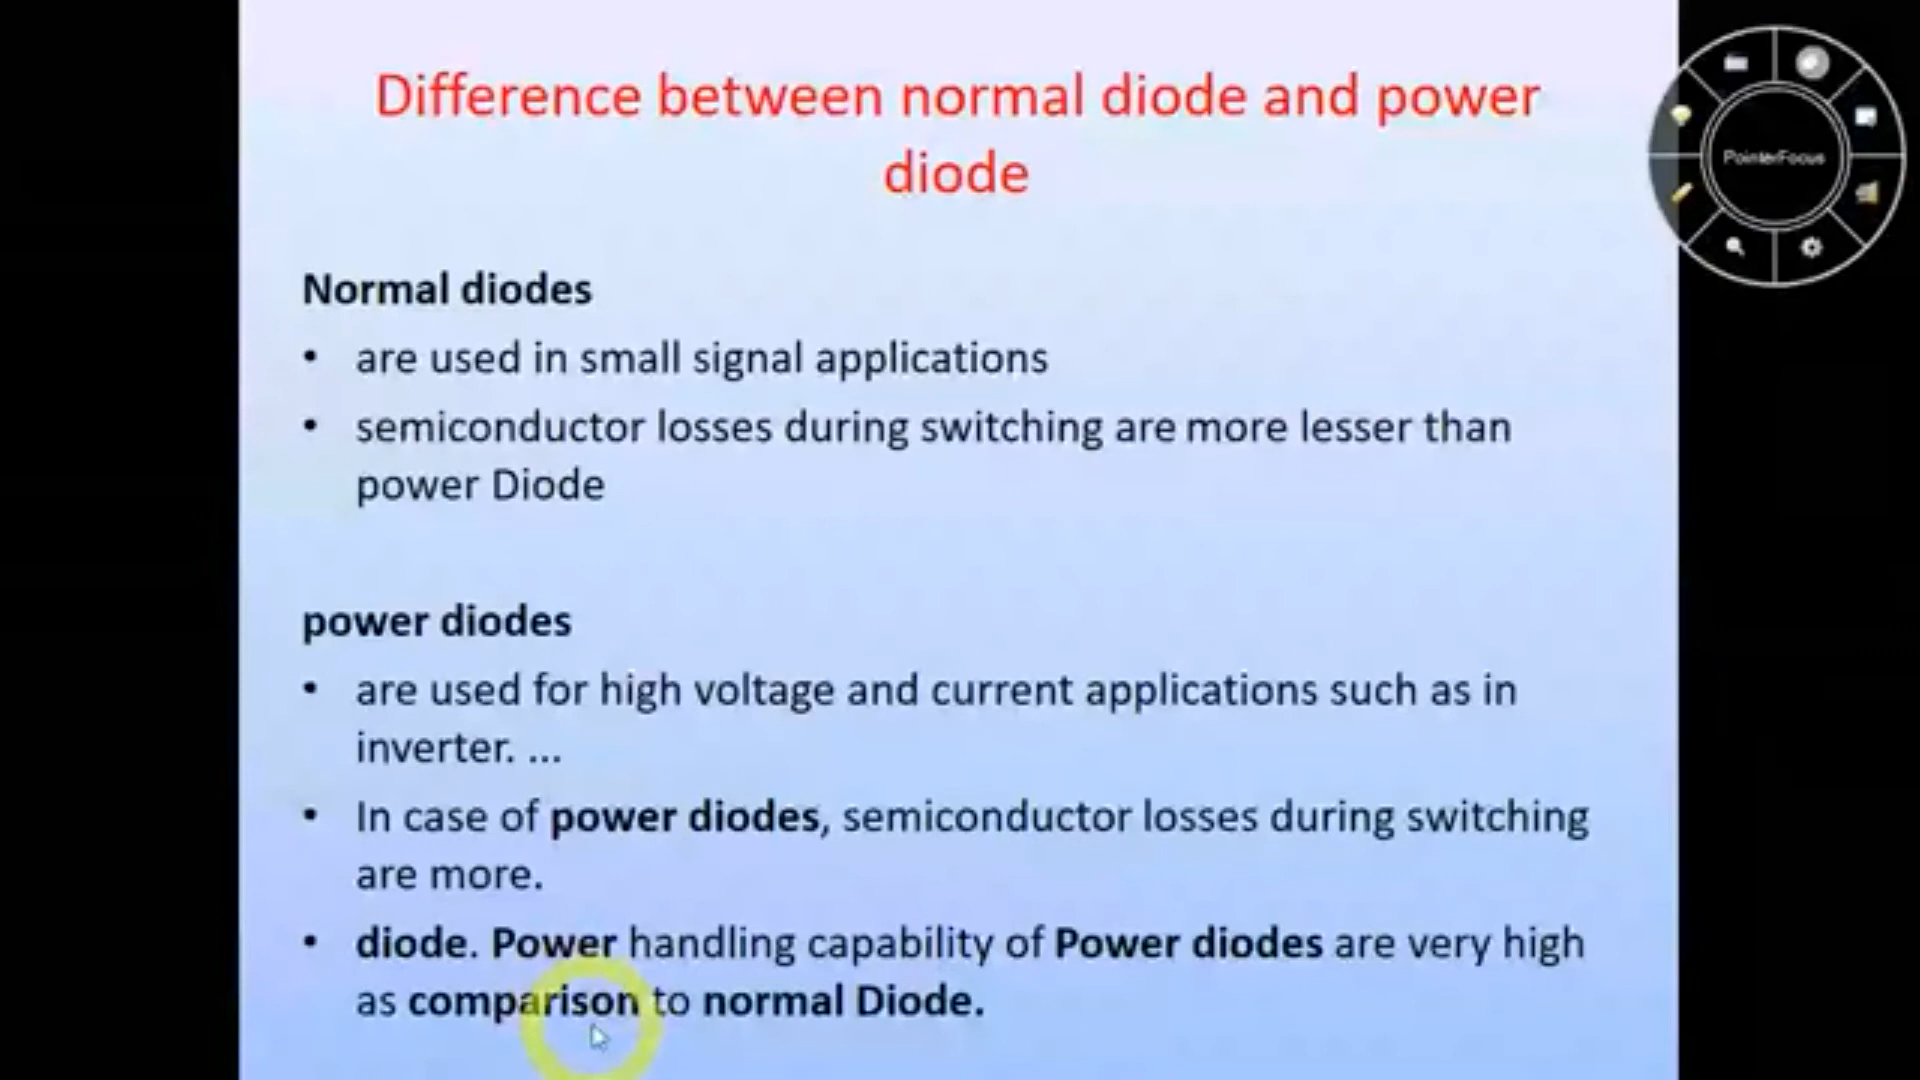 Difference between normal diode and power
diode
Normal diodes
• are used in small signal applications
• semiconductor losses during switching are more lesser than
power Diode
power diodes
• are used for high voltage and current applications such as in
inverter. ...
• In case of power diodes, semiconductor losses during switching
are more.
• diode. Power handling capability of Power diodes are very high
as comparison to normal Diode.
PointerFocus